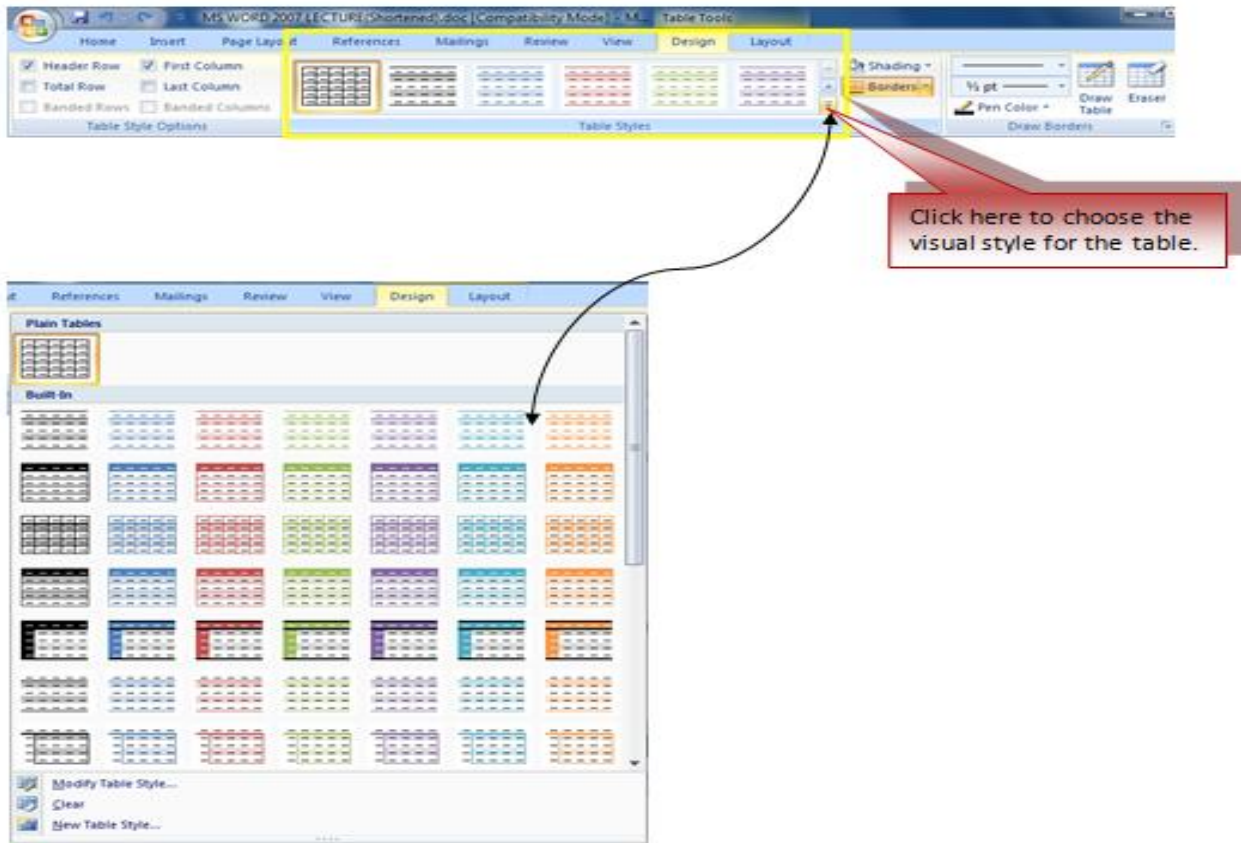 MS WORD 2007 LECTURE(Shortened).doc [Compatibility Mode] - M... Table Tools
Home Insert Page Layout References Mailings Review View Design Layout
Header Row First Column Shading
Total Row Last Column Borders ½ pt
Banded Rows Banded Columns Pen Color Draw Table Eraser
Table Style Options Table Styles Draw Borders
Click here to choose the
visual style for the table.
References Mailings Review View Design Layout
Plain Tables
Built-In
Modify Table Style...
Clear
New Table Style...